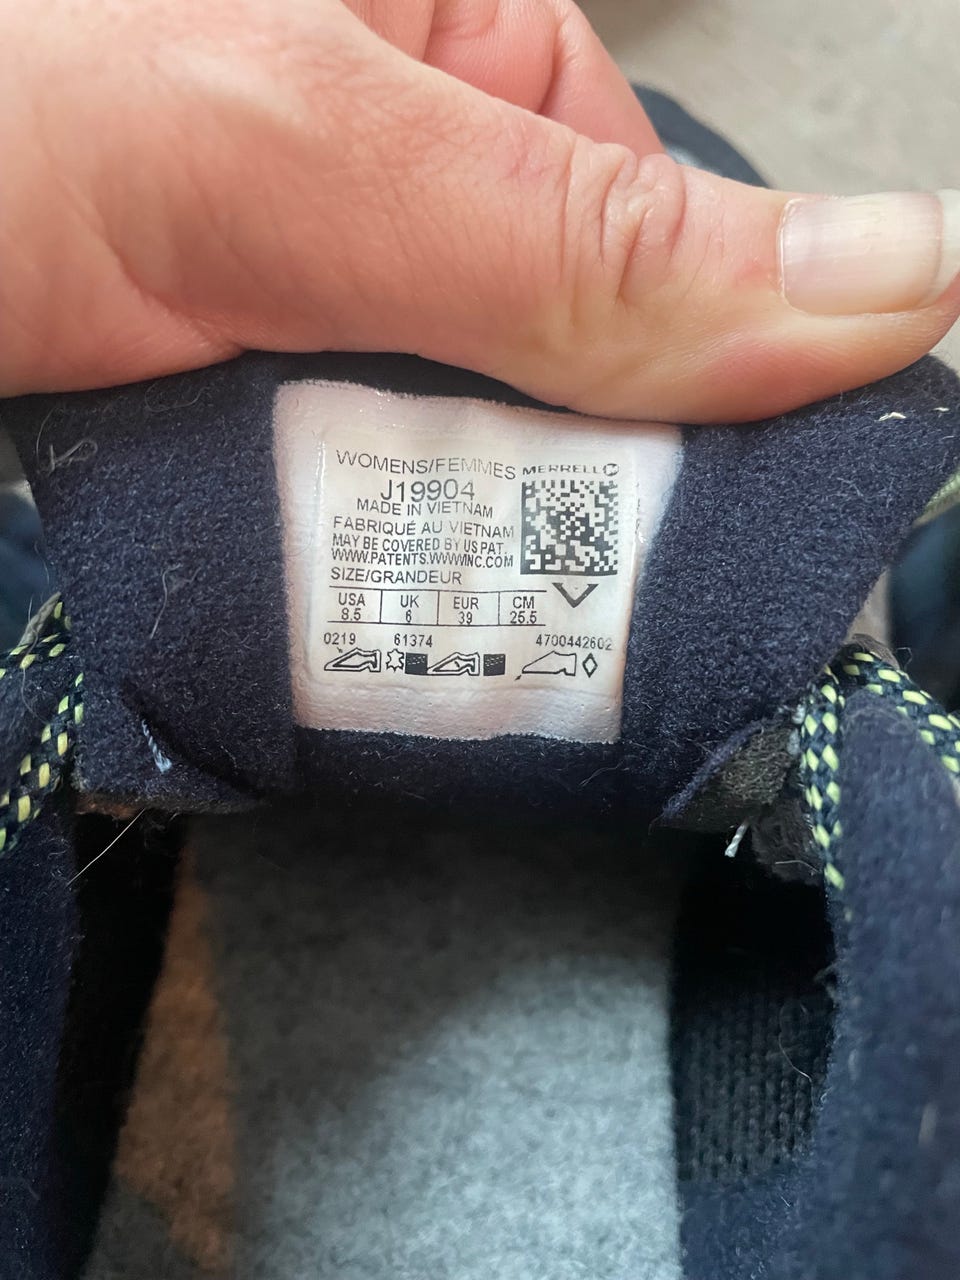 WOMENS/FEMMES
MERRELL
J19904
MADE IN VIETNAM
FABRIQUÉ AU VIETNAM
MAY BE COVERED BY US PAT.
WWW.PATENTS.WWWINC.COM
SIZE/GRANDEUR
USA UK EUR CM
8.5 6 39 25.5
0219 61374 4700442602